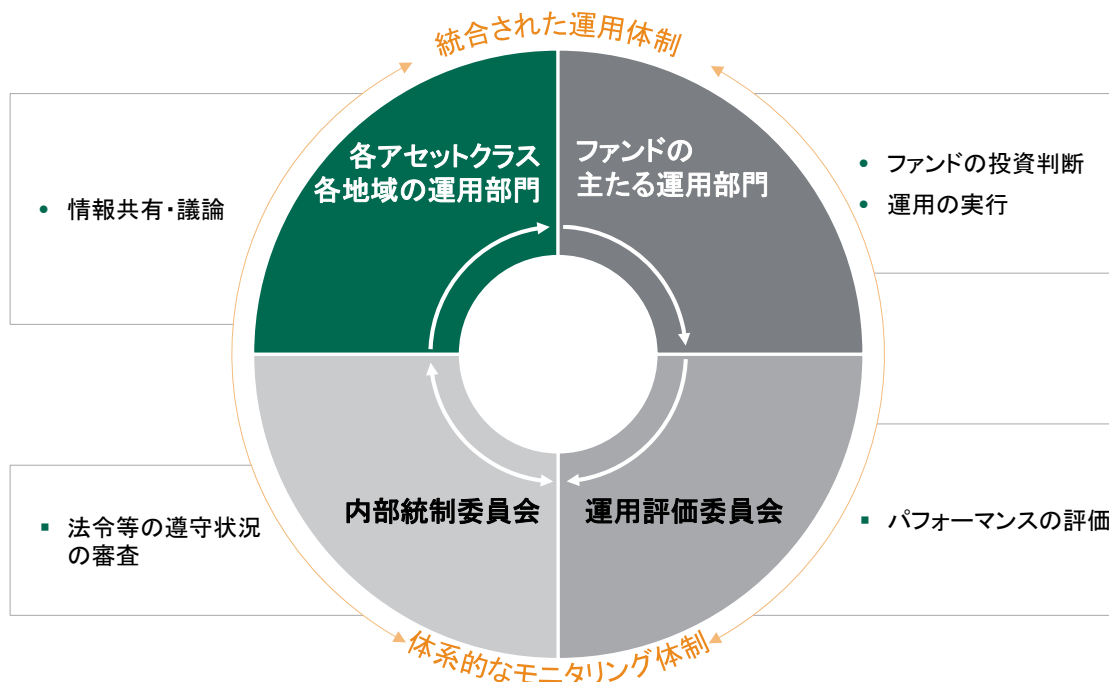 統合された運用体制
各アセットクラス
各地域の運用部門
ファンドの
主たる運用部門
• 情報共有・議論
• ファンドの投資判断
• 運用の実行
内部統制委員会
運用評価委員会
▪ 法令等の遵守状況
の審査
▪ パフォーマンスの評価
体系的なモニタリング体制